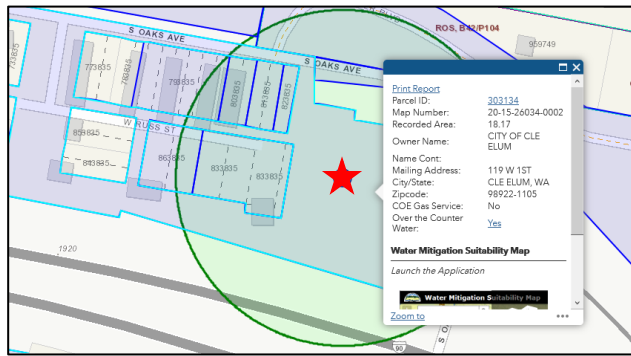 S OAKS AVE
BLVD
ROS, B42/P104
959749
S OAKS AVE
773835
783835
793835
803835
813835
823835
W RUSS ST
853835
843835
863835
833835
833835
1920
90
S O
Print Report
Parcel ID: 303134
Map Number: 20-15-26034-0002
Recorded Area: 18.17
Owner Name: CITY OF CLE
ELUM
Name Cont:
Mailing Address: 119 W 1ST
City/State: CLE ELUM, WA
Zipcode: 98922-1105
COE Gas Service: No
Over the Counter
Water: Yes
Water Mitigation Suitability Map
Launch the Application
Water Mitigation Suitability Map
Zoom to